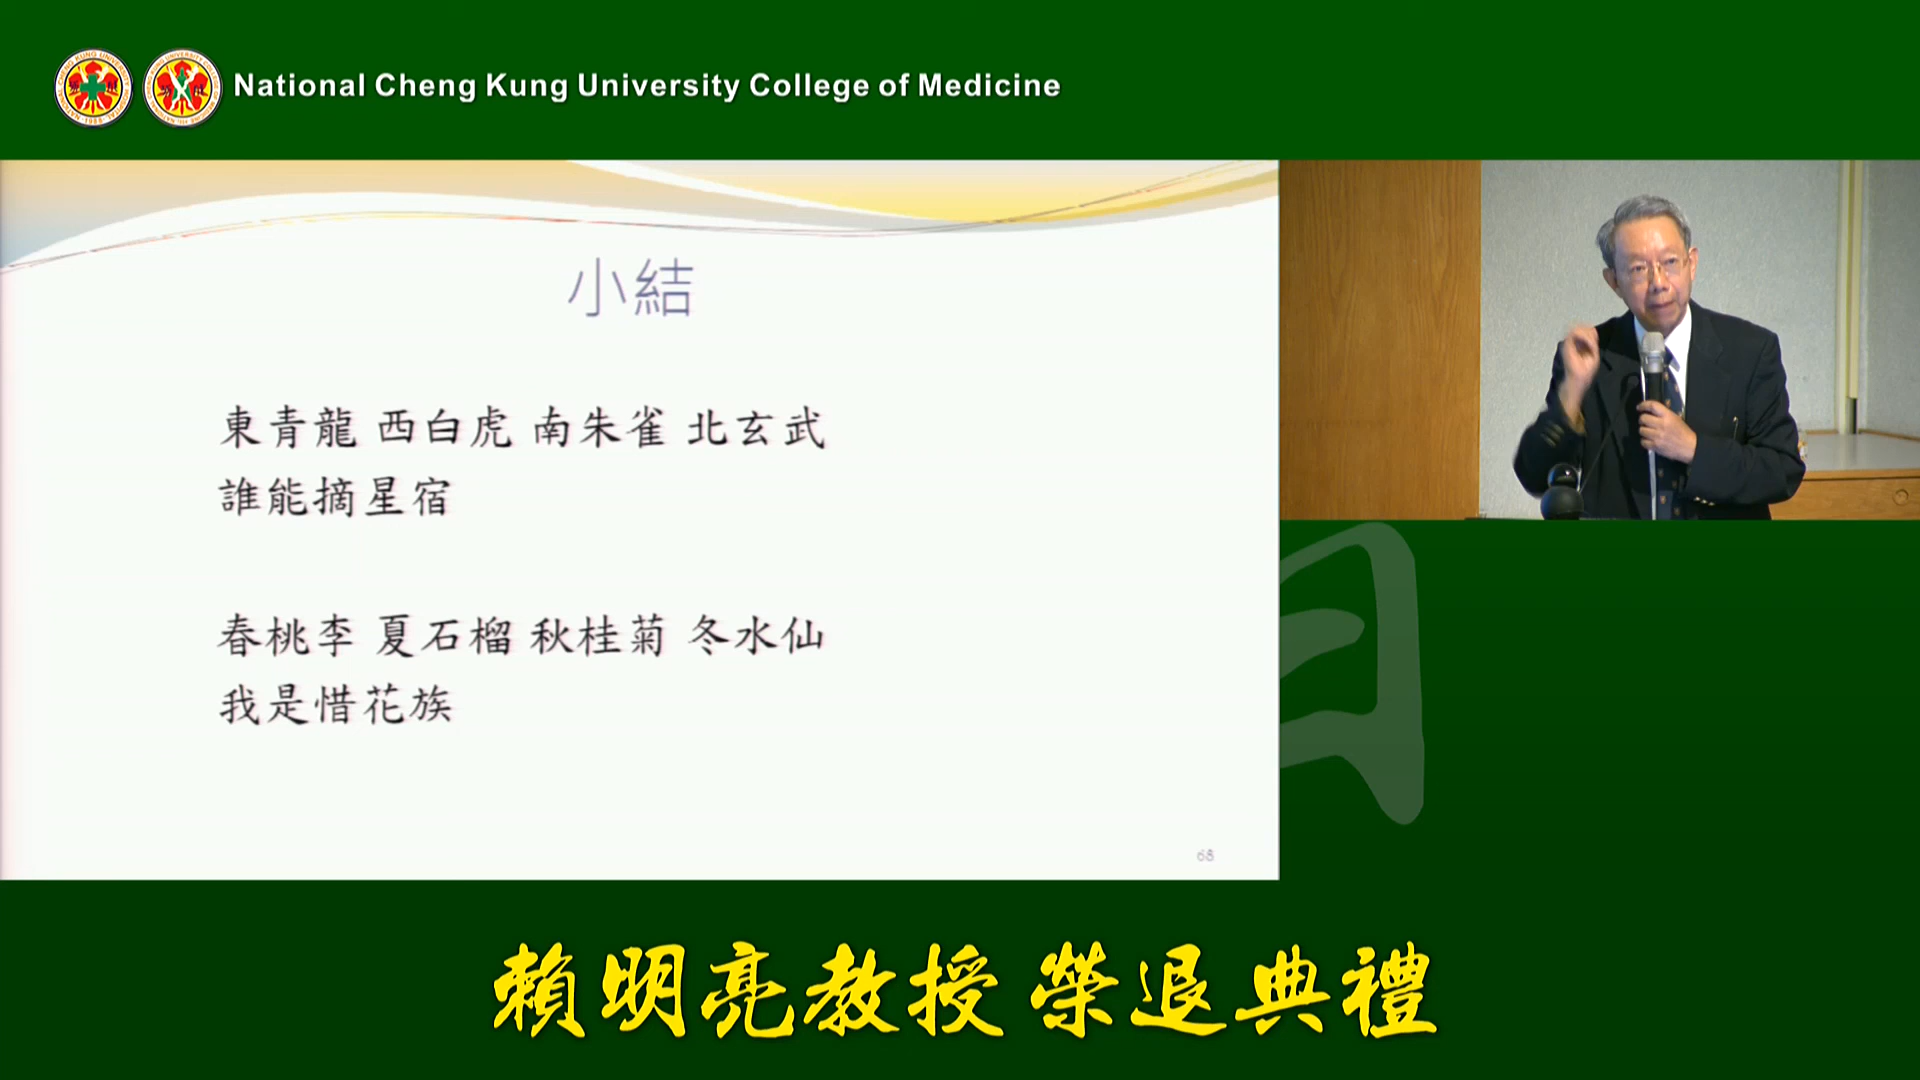 National Cheng Kung University College of Medicine
小結
東青龍 西白虎 南朱雀 北玄武
誰能摘星宿
春桃李 夏石榴 秋桂菊 冬水仙
我是惜花族
68
賴明亮教授 榮退典禮